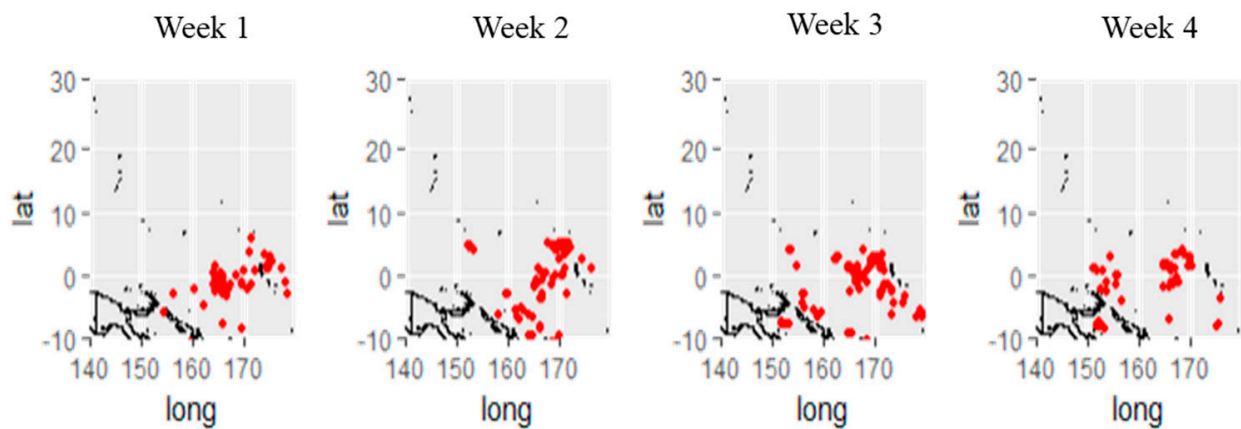 Week 1 Week 2 Week 3 Week 4
30 30 30 30
20 20 20 20
10 10 10 10
lat lat lat lat
0 0 0 0
-10 -10 -10 -10
140 150 160 170 140 150 160 170 140 150 160 170 140 150 160 170
long long long long